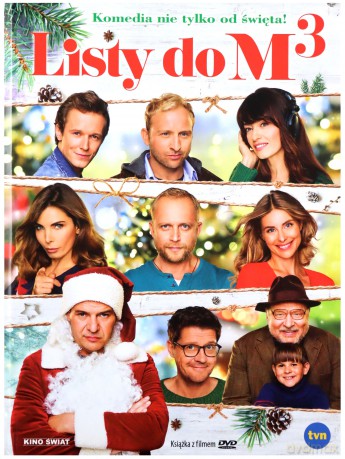 Komedia nie tylko od święta!
Listy do M3
KINO ŚWIAT
Książka z filmem DVD
tvn